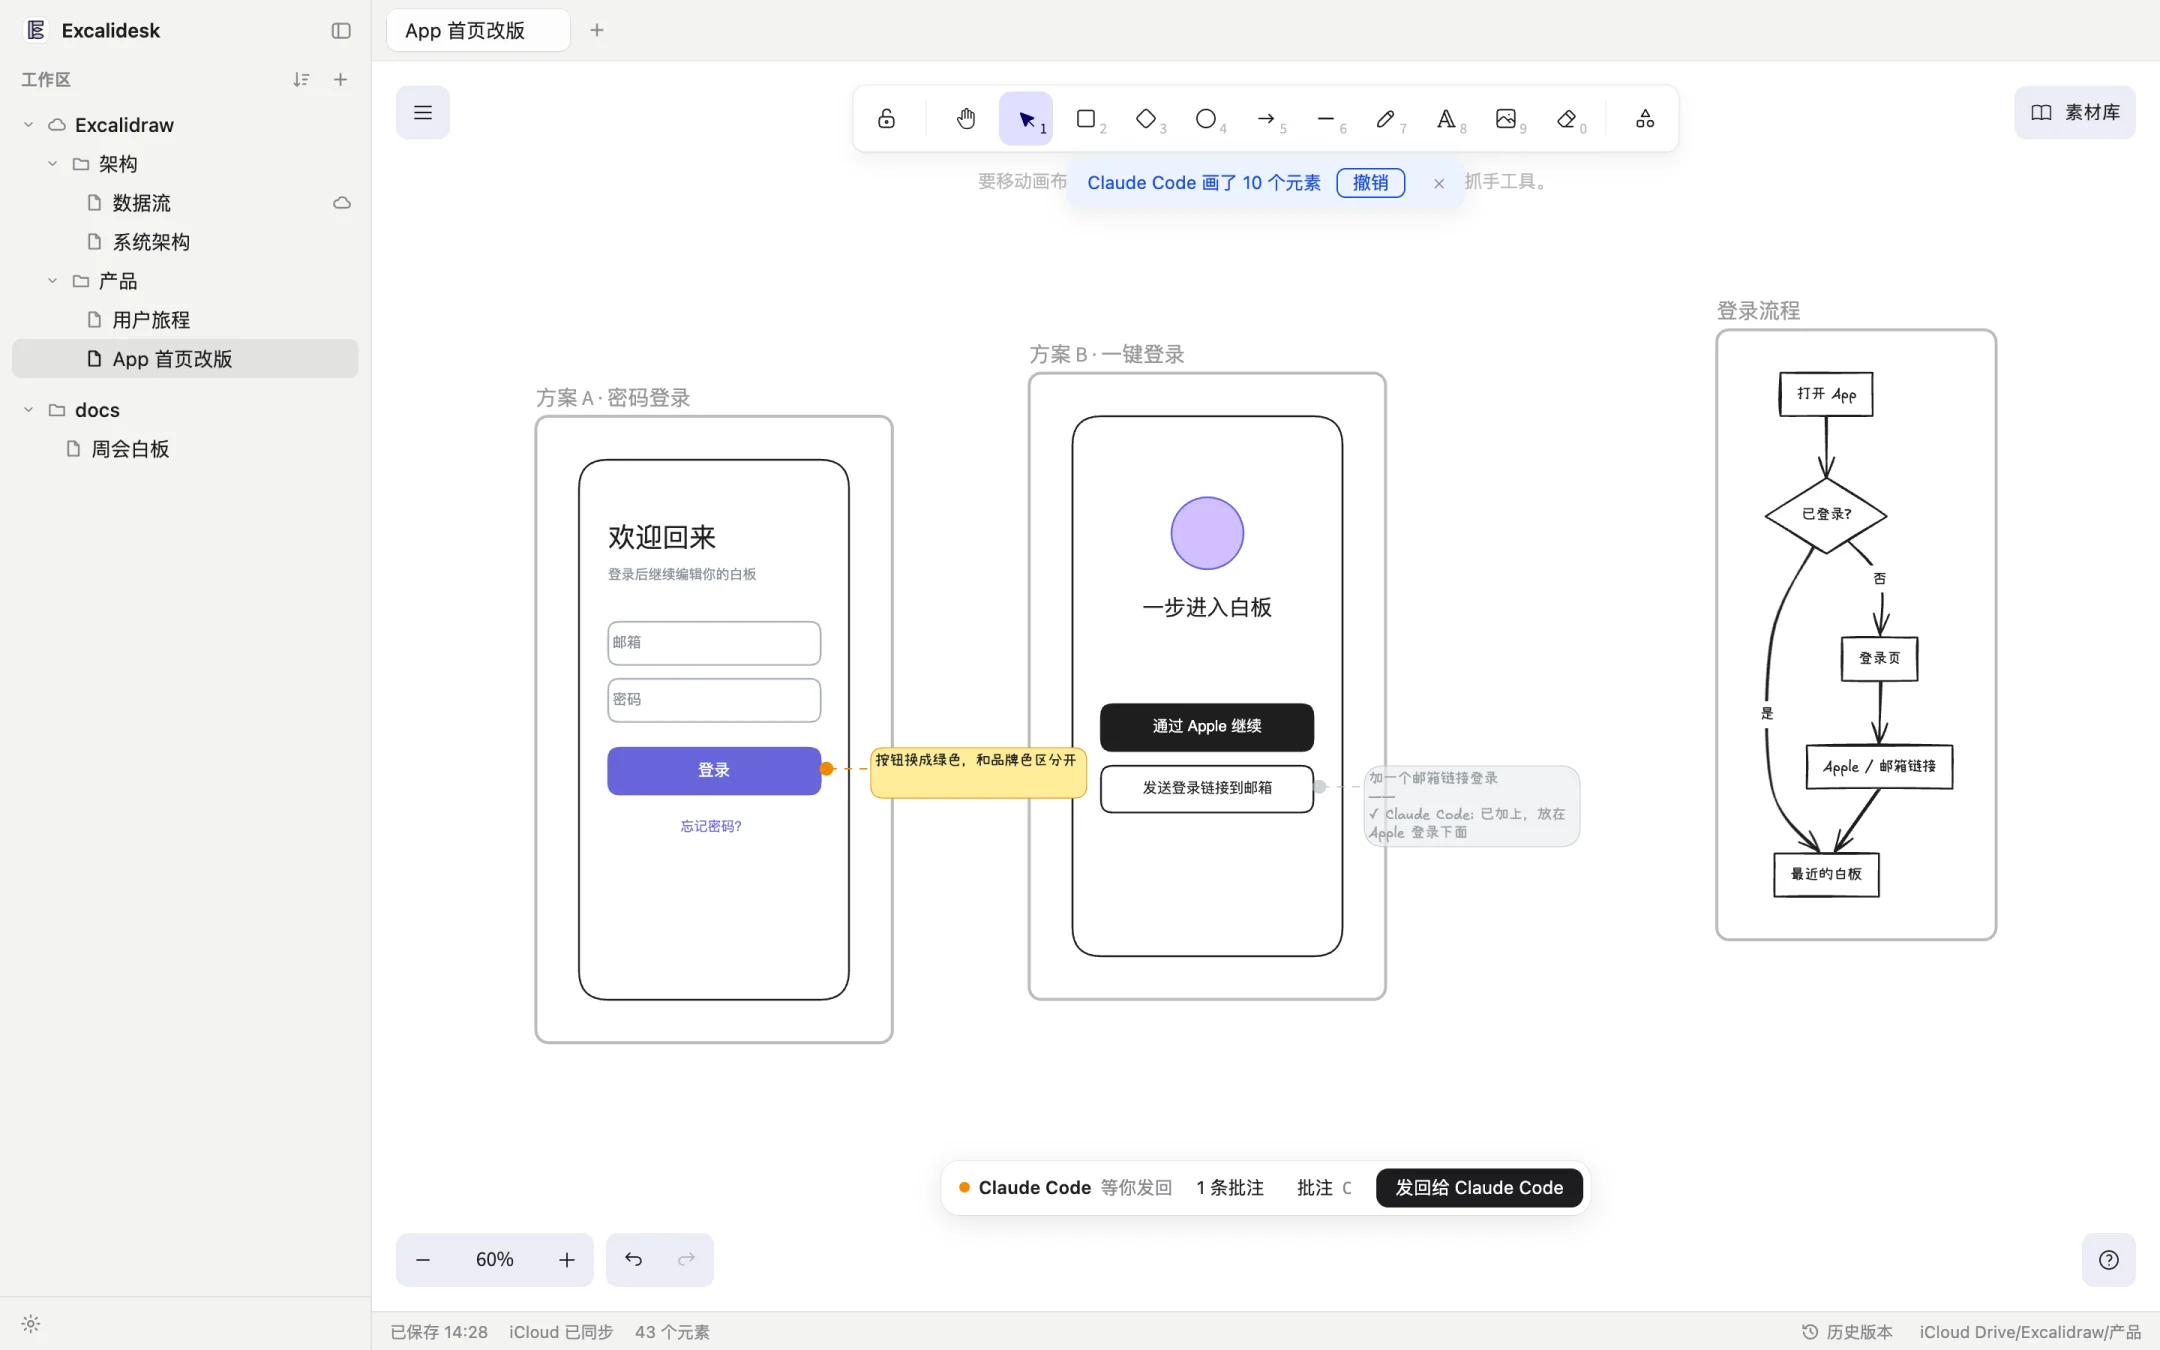 Excalidesk
工作区
Excalidraw
架构
数据流
系统架构
产品
用户旅程
App 首页改版
docs
周会白板
App 首页改版
1
2
3
4
5
6
7
8
9
0
素材库
要移动画布
Claude Code 画了 10 个元素
撤销
抓手工具。
方案 A · 密码登录
欢迎回来
登录后继续编辑你的白板
邮箱
密码
登录
忘记密码?
按钮换成绿色，和品牌色区分开
方案 B · 一键登录
一步进入白板
通过 Apple 继续
发送登录链接到邮箱
加一个邮箱链接登录
——
✓ Claude Code: 已加上，放在
Apple 登录下面
登录流程
打开 App
已登录?
否
登录页
是
Apple / 邮箱链接
最近的白板
Claude Code 等你发回
1 条批注
批注 C
发回给 Claude Code
60%
已保存 14:28
iCloud 已同步
43 个元素
历史版本
iCloud Drive/Excalidraw/产品